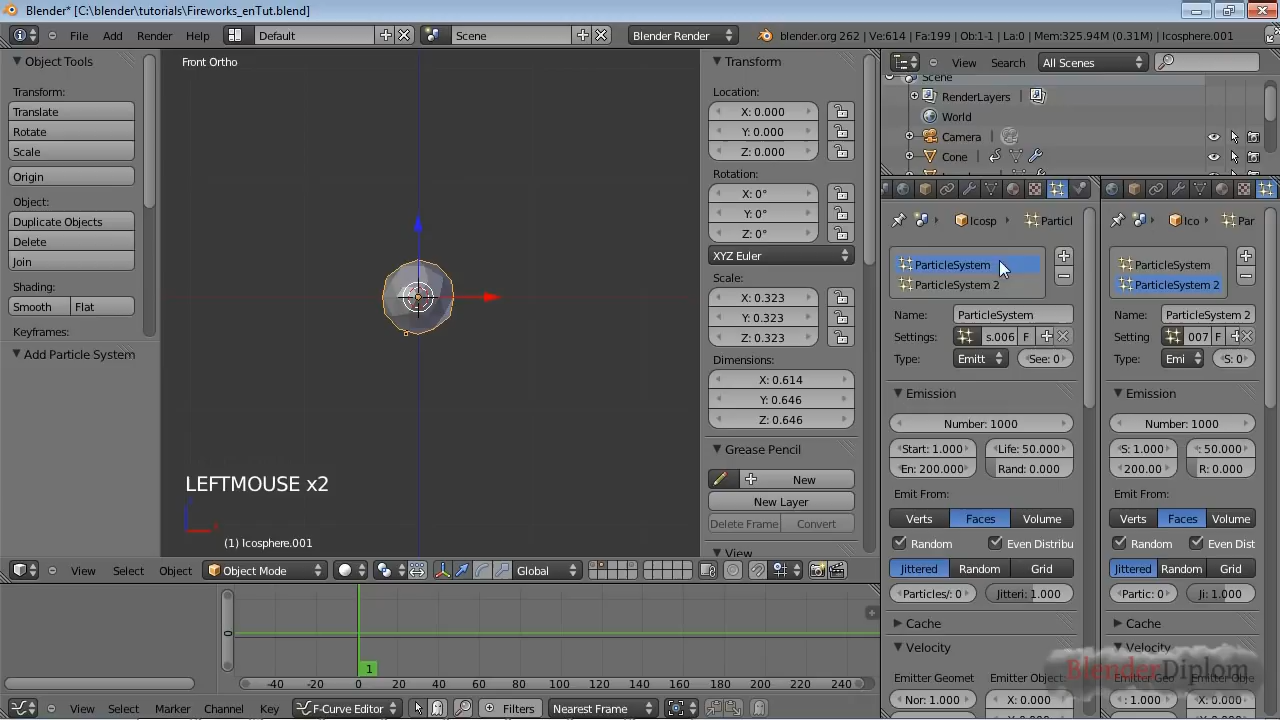 Blender* [C:\blender\tutorials\Fireworks_enTut.blend]
File Add Render Help Default Scene Blender Render blender.org 262 | Ve:614 | Fa:199 | Ob:1-1 | La:0 | Mem:325.94M (0.31M) | Icosphere.001
Object Tools
Transform:
Translate
Rotate
Scale
Origin
Object:
Duplicate Objects
Delete
Join
Shading:
Smooth Flat
Keyframes:
Add Particle System
Front Ortho
LEFTMOUSE x2
(1) Icosphere.001
View Select Object Object Mode Global
Transform
Location:
X: 0.000
Y: 0.000
Z: 0.000
Rotation:
X: 0°
Y: 0°
Z: 0°
XYZ Euler
Scale:
X: 0.323
Y: 0.323
Z: 0.323
Dimensions:
X: 0.614
Y: 0.646
Z: 0.646
Grease Pencil
New
New Layer
Delete Frame Convert
View
View Search All Scenes
Scene
RenderLayers |
World
Camera |
Cone |
Icosp Particl
ParticleSystem
ParticleSystem 2
Name: ParticleSystem
Settings: s.006 F
Type: Emitt See: 0
Emission
Number: 1000
Start: 1.000 Life: 50.000
En: 200.000 Rand: 0.000
Emit From:
Verts Faces Volume
Random Even Distribu
Jittered Random Grid
Particles/: 0 Jitteri: 1.000
Cache
Velocity
Emitter Geomet Emitter Object:
Nor: 1.000 X: 0.000
Ico Par
ParticleSystem
ParticleSystem 2
Name: ParticleSystem 2
Setting 007 F
Type: Emi S: 0
Emission
Number: 1000
S: 1.000 : 50.000
200.00 R: 0.000
Emit From:
Verts Faces Volume
Random Even Dist
Jittered Random Grid
Partic: 0 Ji: 1.000
Cache
Velocity
Emitter Geo Emitter Obje
: 1.000 X: 0.000
BlenderDiplom
0
1
-40 -20 0 20 40 60 80 100 120 140 160 180 200 220 240
View Select Marker Channel Key F-Curve Editor Filters Nearest Frame